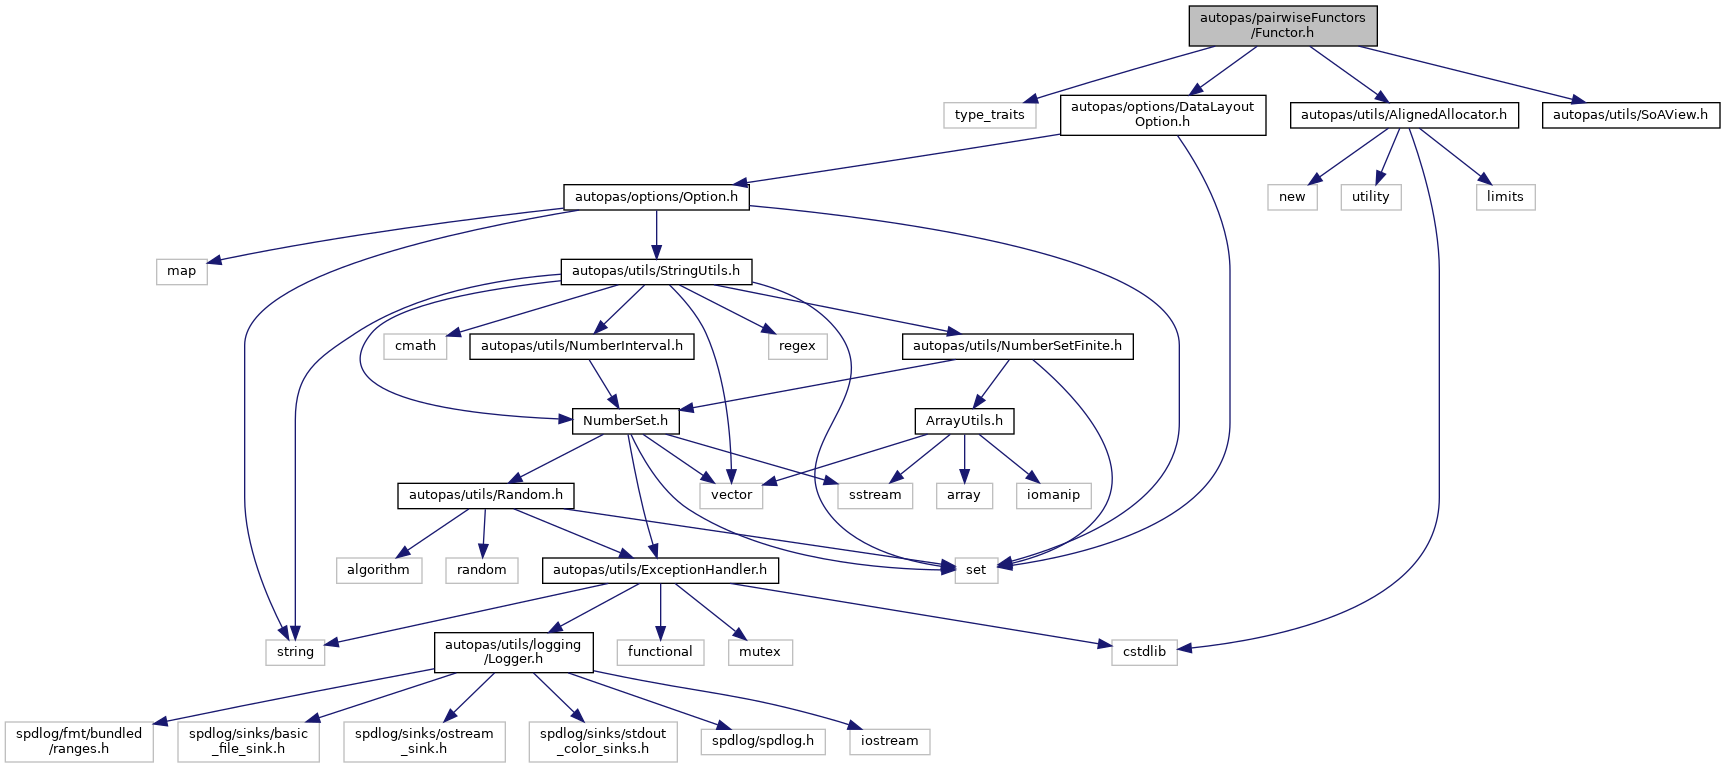 autopas/pairwiseFunctors
/Functor.h
type_traits
autopas/options/DataLayout
Option.h
autopas/utils/AlignedAllocator.h
autopas/utils/SoAView.h
autopas/options/Option.h
new
utility
limits
map
autopas/utils/StringUtils.h
cmath
autopas/utils/NumberInterval.h
regex
autopas/utils/NumberSetFinite.h
NumberSet.h
ArrayUtils.h
autopas/utils/Random.h
vector
sstream
array
iomanip
algorithm
random
autopas/utils/ExceptionHandler.h
set
string
autopas/utils/logging
/Logger.h
functional
mutex
cstdlib
spdlog/fmt/bundled
/ranges.h
spdlog/sinks/basic
_file_sink.h
spdlog/sinks/ostream
_sink.h
spdlog/sinks/stdout
_color_sinks.h
spdlog/spdlog.h
iostream